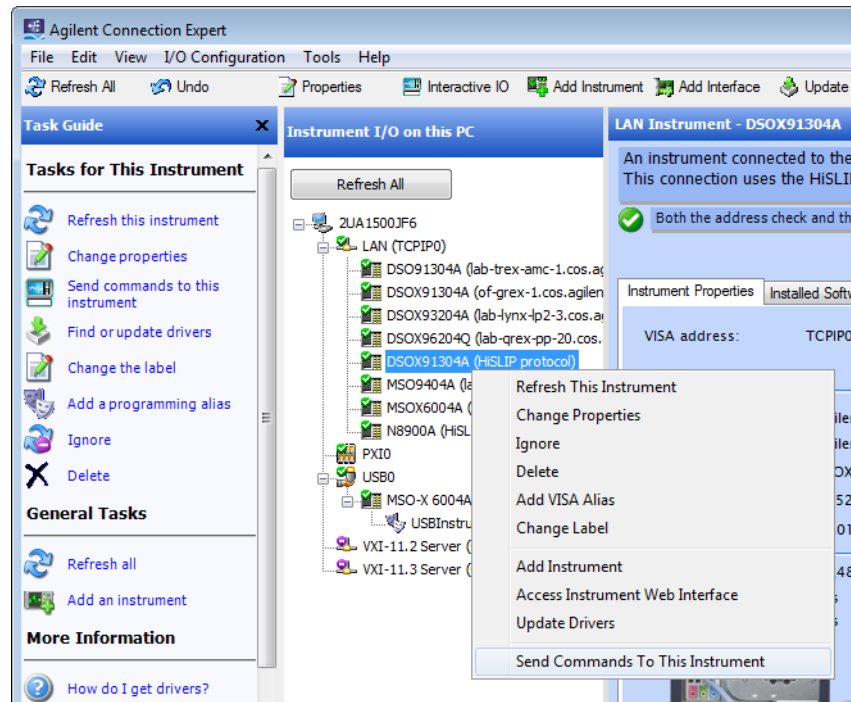 Agilent Connection Expert
File Edit View I/O Configuration Tools Help
Refresh All Undo Properties Interactive IO Add Instrument Add Interface Update
Task Guide
Tasks for This Instrument
Refresh this instrument
Change properties
Send commands to this
instrument
Find or update drivers
Change the label
Add a programming alias
Ignore
Delete
General Tasks
Refresh all
Add an instrument
More Information
How do I get drivers?
Instrument I/O on this PC
Refresh All
2UA1500JF6
LAN (TCPIP0)
DSO91304A (lab-trex-amc-1.cos.ag
DSOX91304A (of-grex-1.cos.agilen
DSOX93204A (lab-lynx-lp2-3.cos.a
DSOX96204Q (lab-qrex-pp-20.cos.
DSOX91304A (HiSLIP protocol)
MSO9404A (la
MSOX6004A (
N8900A (HiSL
PXI0
USB0
MSO-X 6004A
USBInstru
VXI-11.2 Server (
VXI-11.3 Server (
Refresh This Instrument
Change Properties
Ignore
Delete
Add VISA Alias
Change Label
Add Instrument
Access Instrument Web Interface
Update Drivers
Send Commands To This Instrument
LAN Instrument - DSOX91304A
An instrument connected to the
This connection uses the HiSLI
Both the address check and th
Instrument Properties Installed Softw
VISA address: TCPIP0